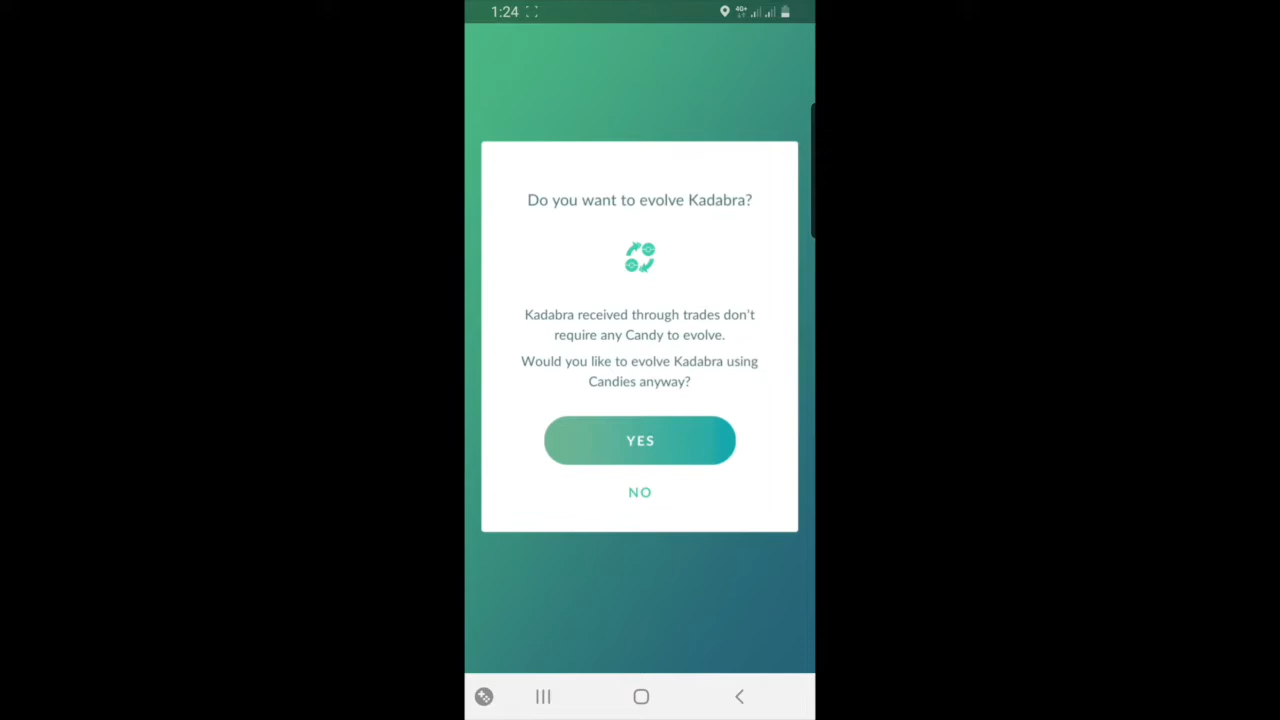 1:24
4G+
Do you want to evolve Kadabra?
Kadabra received through trades don't
require any Candy to evolve.
Would you like to evolve Kadabra using
Candies anyway?
YES
NO